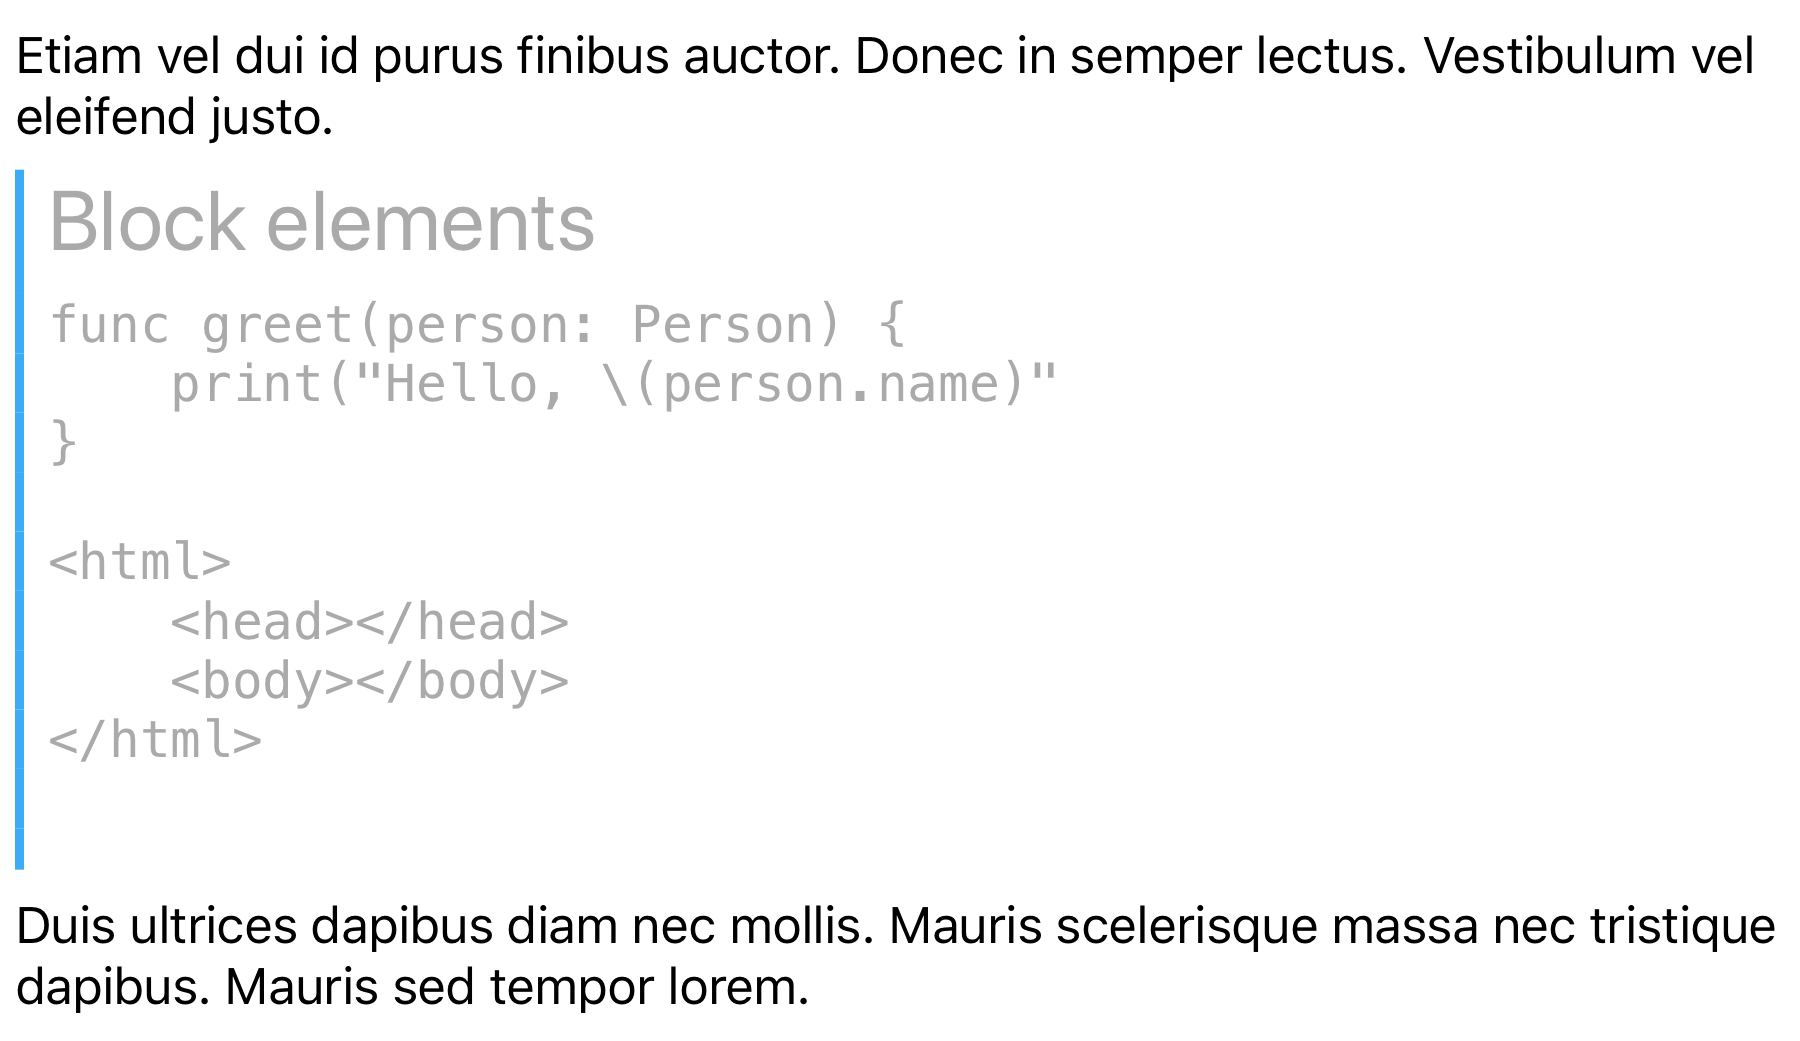 Etiam vel dui id purus finibus auctor. Donec in semper lectus. Vestibulum vel
eleifend justo.
Block elements
func greet(person: Person) {
    print("Hello, \(person.name)"
}
<html>
    <head></head>
    <body></body>
</html>
Duis ultrices dapibus diam nec mollis. Mauris scelerisque massa nec tristique
dapibus. Mauris sed tempor lorem.